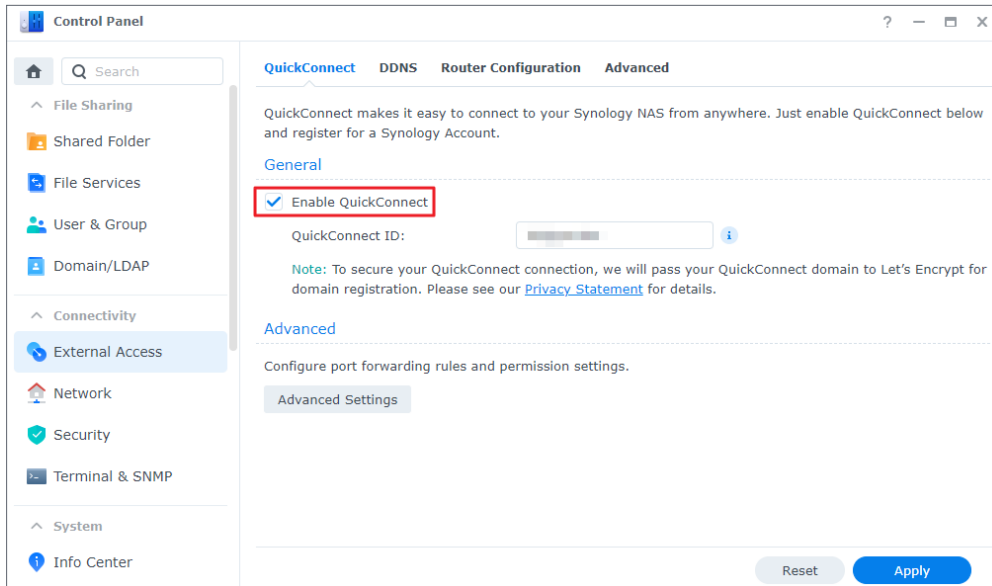 Control Panel
Search
File Sharing
Shared Folder
File Services
User & Group
Domain/LDAP
Connectivity
External Access
Network
Security
Terminal & SNMP
System
Info Center
QuickConnect DDNS Router Configuration Advanced
QuickConnect makes it easy to connect to your Synology NAS from anywhere. Just enable QuickConnect below
and register for a Synology Account.
General
Enable QuickConnect
QuickConnect ID:
Note: To secure your QuickConnect connection, we will pass your QuickConnect domain to Let's Encrypt for
domain registration. Please see our Privacy Statement for details.
Advanced
Configure port forwarding rules and permission settings.
Advanced Settings
Reset Apply